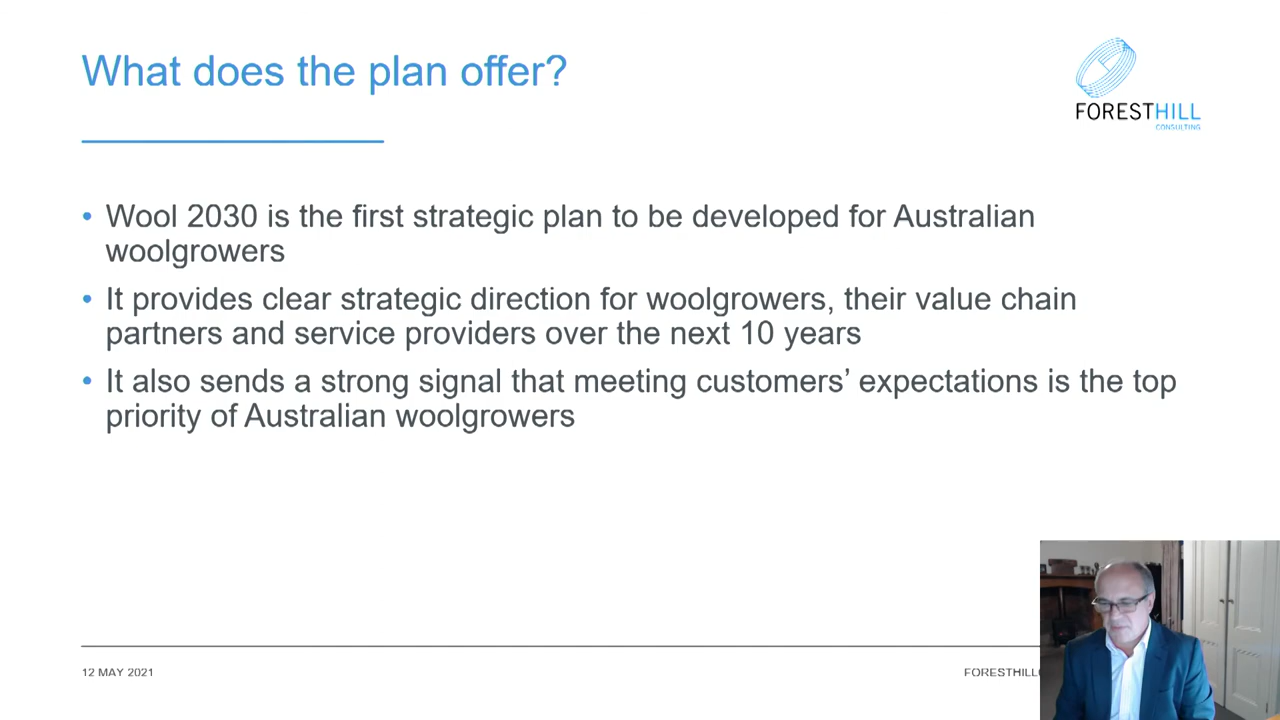 What does the plan offer?
FORESTHILL
CONSULTING
• Wool 2030 is the first strategic plan to be developed for Australian
woolgrowers
• It provides clear strategic direction for woolgrowers, their value chain
partners and service providers over the next 10 years
• It also sends a strong signal that meeting customers’ expectations is the top
priority of Australian woolgrowers
12 MAY 2021
FORESTHILL